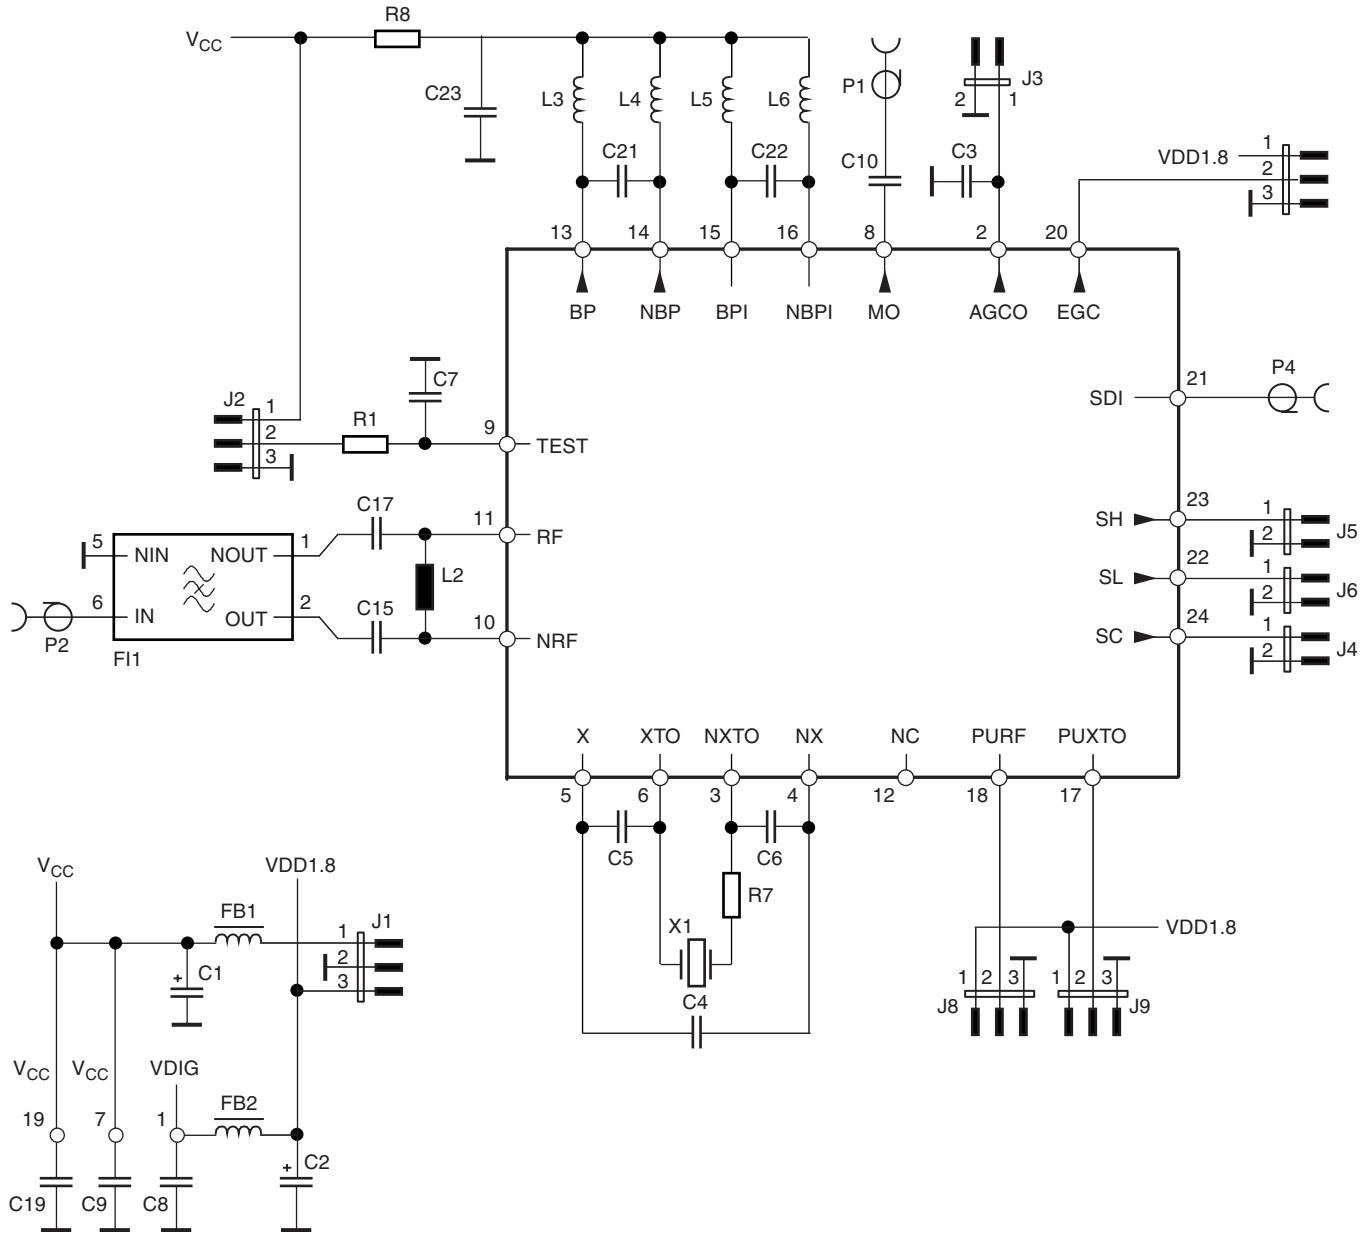 R8
VCC
C23 L3 L4 L5 L6 P1 2 1 J3
C21 C22 C10 C3
VDD1.8 1
2
3
13 14 15 16 8 2 20
BP NBP BPI NBPI MO AGCO EGC
C7
J2 1
2
3
R1
9 TEST
SDI 21 P4
C17
11 RF
L2
C15
10 NRF
5 NIN NOUT 1
6 IN OUT 2
P2
FI1
SH 23 1
2 J5
SL 22 1
2 J6
SC 24 1
2 J4
X XTO NXTO NX NC PURF PUXTO
5 6 3 4 12 18 17
C5 C6
R7
X1
C4
VDD1.8
1 2 3 1 2 3
J8 J9
VCC VDD1.8
FB1 J1
1
2
3
+ C1
VCC VCC VDIG
19 7 1 FB2
C19 C9 C8 + C2